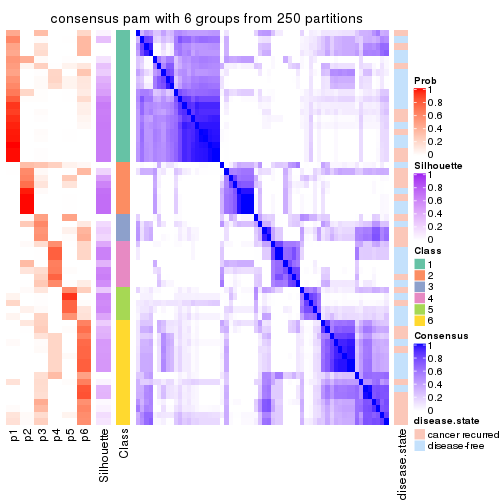 consensus pam with 6 groups from 250 partitions
Prob
1
0.8
0.6
0.4
0.2
0
Silhouette
1
0.8
0.6
0.4
0.2
0
Class
1
2
3
4
5
6
Consensus
1
0.8
0.6
0.4
0.2
0
disease.state
cancer recurred
disease-free
p1
p2
p3
p4
p5
p6
Silhouette
Class
disease.state